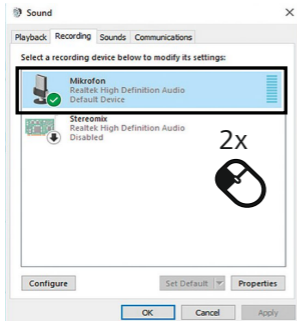 Sound
Playback Recording Sounds Communications
Select a recording device below to modify its settings:
Mikrofon
Realtek High Definition Audio
Default Device
Stereomix
Realtek High Definition Audio
Disabled
2x
Configure Set Default Properties
OK Cancel Apply